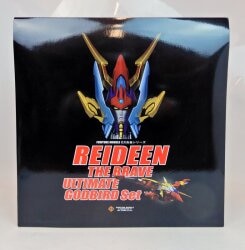 REIDEEN
THE BRAVE
ULTIMATE
GODBIRD Set